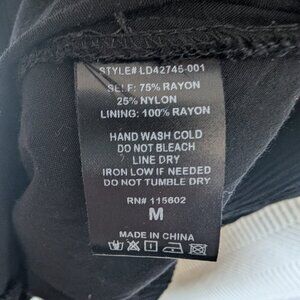 STYLE# LD42746-001
SELF: 75% RAYON
25% NYLON
LINING: 100% RAYON
HAND WASH COLD
DO NOT BLEACH
LINE DRY
IRON LOW IF NEEDED
DO NOT TUMBLE DRY
RN# 115602
M
MADE IN CHINA